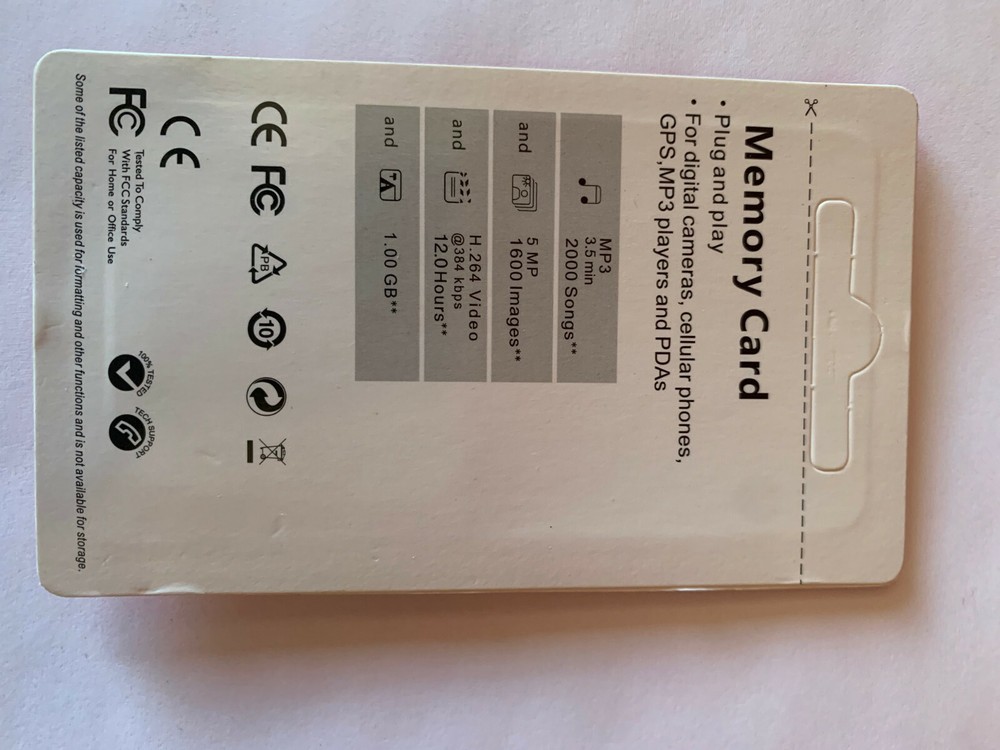 Memory Card
• Plug and play
• For digital cameras, cellular phones,
GPS,MP3 players and PDAs
MP3
3.5 min
2000 Songs**
and
5 MP
1600 Images**
and
H.264 Video
@384 kbps
12.0Hours**
and
1.00 GB**
CE FC PB 10
CE
FC
Tested To Comply
With FCC Standards
For Home or Office Use
100% TESTED
TECH SUPPORT
Some of the listed capacity is used for formatting and other functions and is not available for storage.